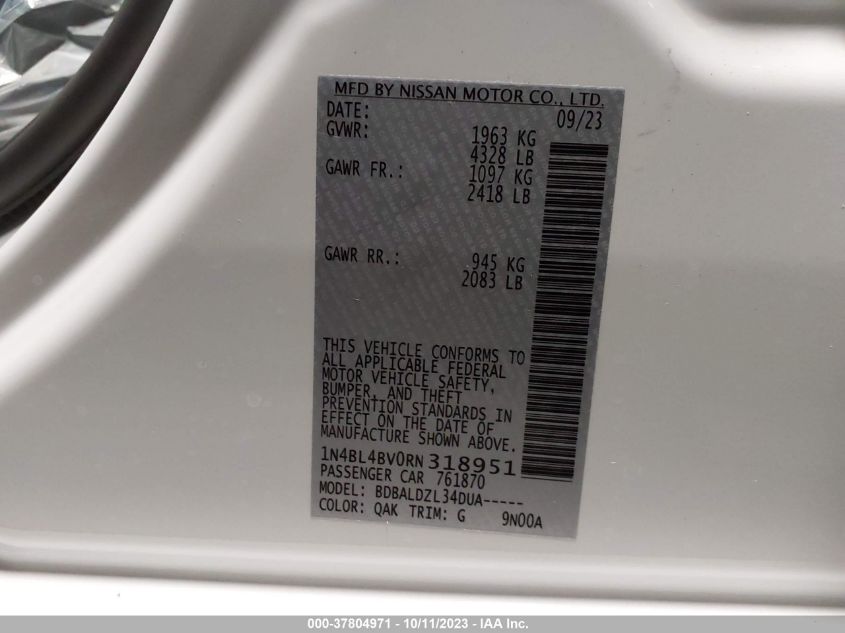 MFD BY NISSAN MOTOR CO., LTD.
DATE: 09/23
GVWR: 1963 KG
4328 LB
GAWR FR.: 1097 KG
2418 LB
GAWR RR.: 945 KG
2083 LB
THIS VEHICLE CONFORMS TO
ALL APPLICABLE FEDERAL
MOTOR VEHICLE SAFETY,
BUMPER, AND THEFT
PREVENTION STANDARDS IN
EFFECT ON THE DATE OF
MANUFACTURE SHOWN ABOVE.
1N4BL4BV0RN318951
PASSENGER CAR 761870
MODEL: BDBALDZL34DUA-----
COLOR: QAK TRIM: G 9N00A
000-37804971 - 10/11/2023 - IAA Inc.